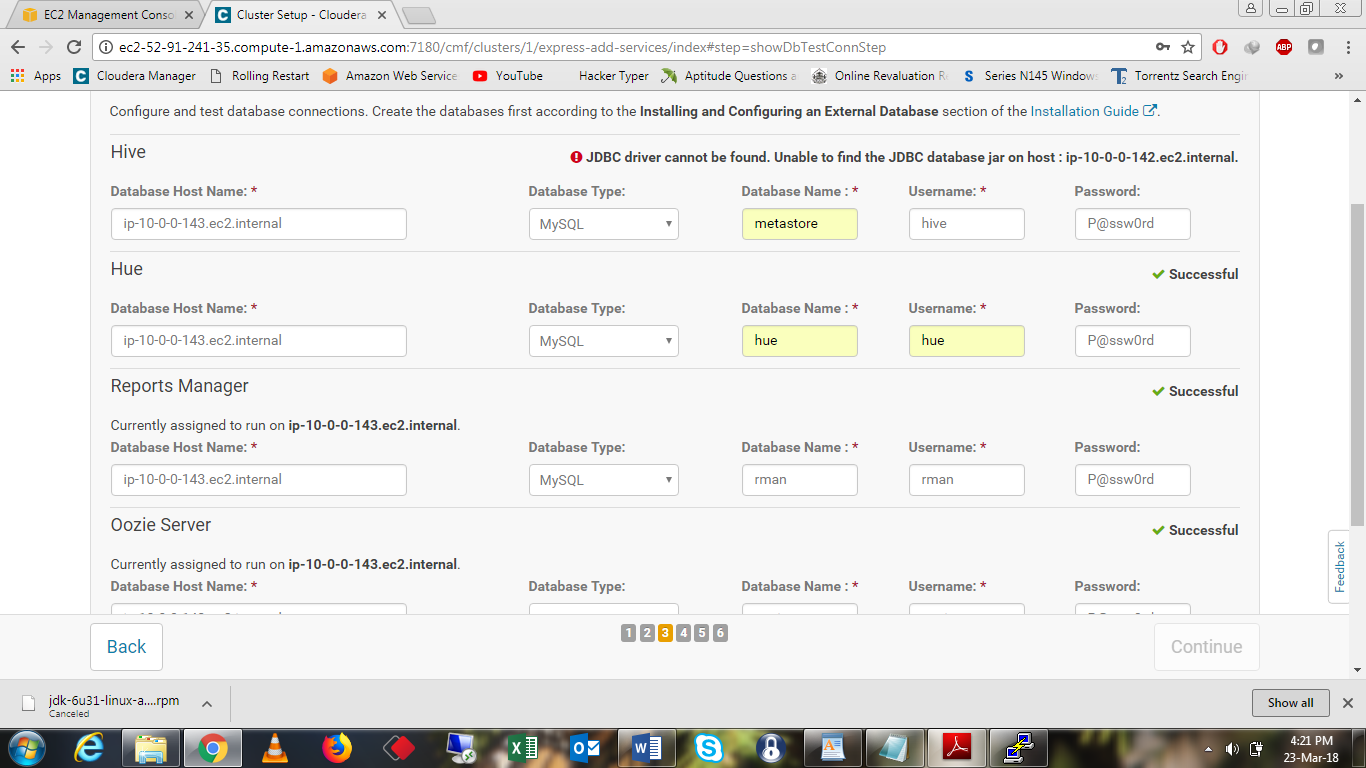 EC2 Management Conso
Cluster Setup - Cloudera
ec2-52-91-241-35.compute-1.amazonaws.com:7180/cmf/clusters/1/express-add-services/index#step=showDbTestConnStep
ABP
Apps
C Cloudera Manager
Rolling Restart
Amazon Web Service
YouTube
Hacker Typer
Aptitude Questions a
Online Revaluation R
S Series N145 Window
Torrentz Search Engi
Configure and test database connections. Create the databases first according to the Installing and Configuring an External Database section of the Installation Guide.
Hive
JDBC driver cannot be found. Unable to find the JDBC database jar on host : ip-10-0-0-142.ec2.internal.
Database Host Name: * Database Type: Database Name : * Username: * Password:
ip-10-0-0-143.ec2.internal MySQL metastore hive P@ssw0rd
Hue
Successful
Database Host Name: * Database Type: Database Name : * Username: * Password:
ip-10-0-0-143.ec2.internal MySQL hue hue P@ssw0rd
Reports Manager
Successful
Currently assigned to run on ip-10-0-0-143.ec2.internal.
Database Host Name: * Database Type: Database Name : * Username: * Password:
ip-10-0-0-143.ec2.internal MySQL rman rman P@ssw0rd
Oozie Server
Successful
Currently assigned to run on ip-10-0-0-143.ec2.internal.
Database Host Name: * Database Type: Database Name : * Username: * Password:
Feedback
Back
1 2 3 4 5 6
Continue
jdk-6u31-linux-a....rpm
Canceled
Show all
4:21 PM
23-Mar-18